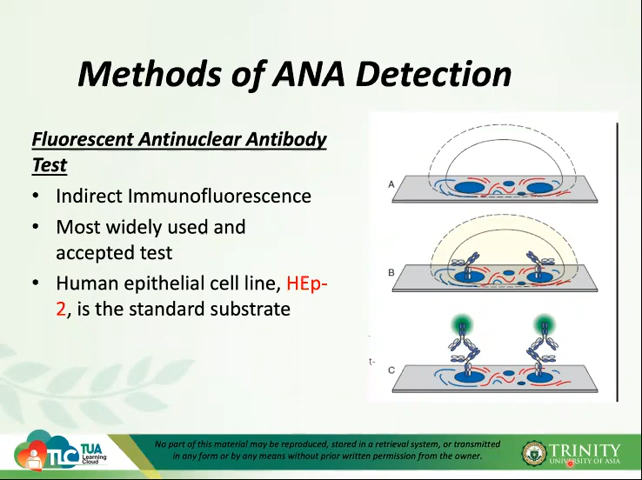 Methods of ANA Detection
Fluorescent Antinuclear Antibody
Test
• Indirect Immunofluorescence
• Most widely used and
accepted test
• Human epithelial cell line, HEp-
2, is the standard substrate
A
B
t-
C
TLC
TUA
Learning
Cloud
No part of this material may be reproduced, stored in a retrieval system, or transmitted
in any form or by any means without prior written permission from the owner.
TRINITY
UNIVERSITY OF ASIA